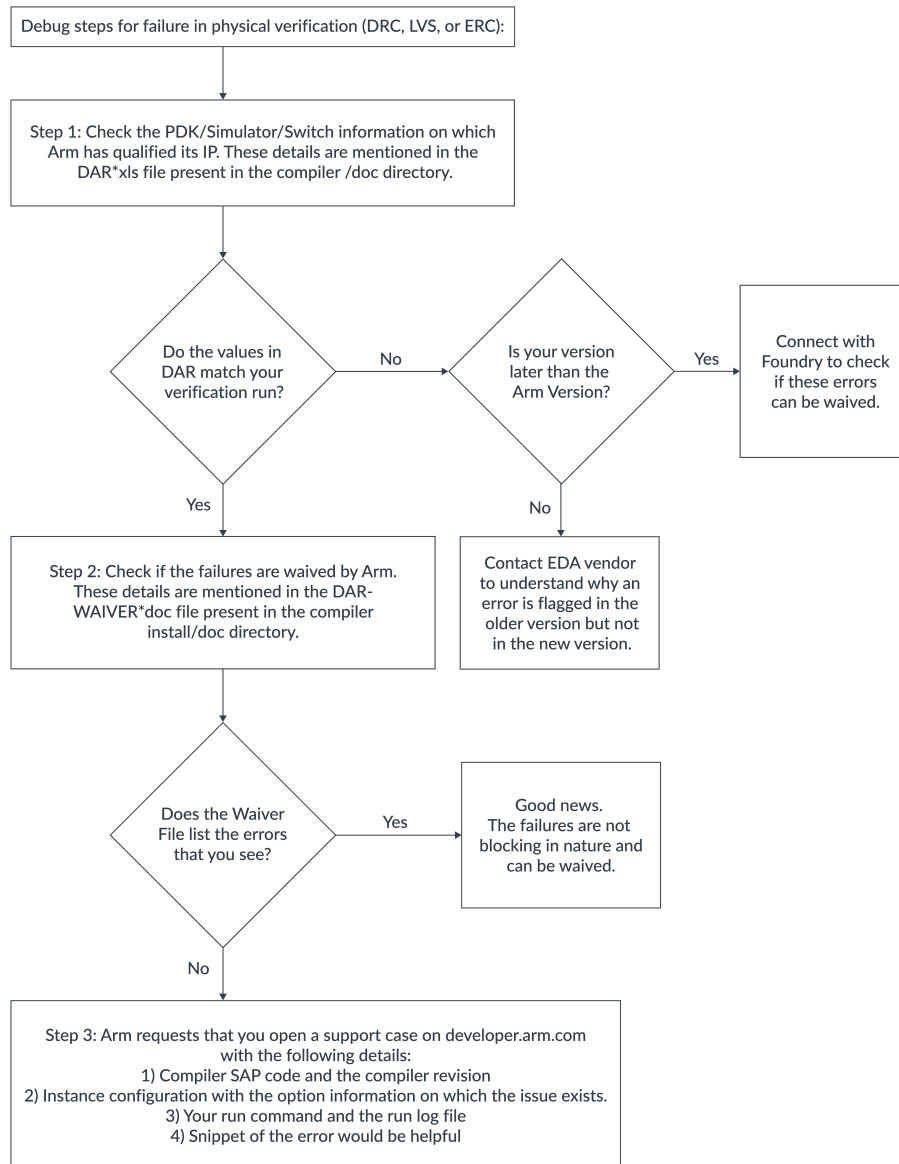 Debug steps for failure in physical verification (DRC, LVS, or ERC):
Step 1: Check the PDK/Simulator/Switch information on which
Arm has qualified its IP. These details are mentioned in the
DAR*xls file present in the compiler /doc directory.
Do the values in
DAR match your
verification run?
No
Is your version
later than the
Arm Version?
Yes
Connect with
Foundry to check
if these errors
can be waived.
Yes
No
Step 2: Check if the failures are waived by Arm.
These details are mentioned in the DAR-
WAIVER*doc file present in the compiler
install/doc directory.
Contact EDA vendor
to understand why an
error is flagged in the
older version but not
in the new version.
Does the Waiver
File list the errors
that you see?
Yes
Good news.
The failures are not
blocking in nature and
can be waived.
No
Step 3: Arm requests that you open a support case on developer.arm.com
with the following details:
1) Compiler SAP code and the compiler revision
2) Instance configuration with the option information on which the issue exists.
3) Your run command and the run log file
4) Snippet of the error would be helpful